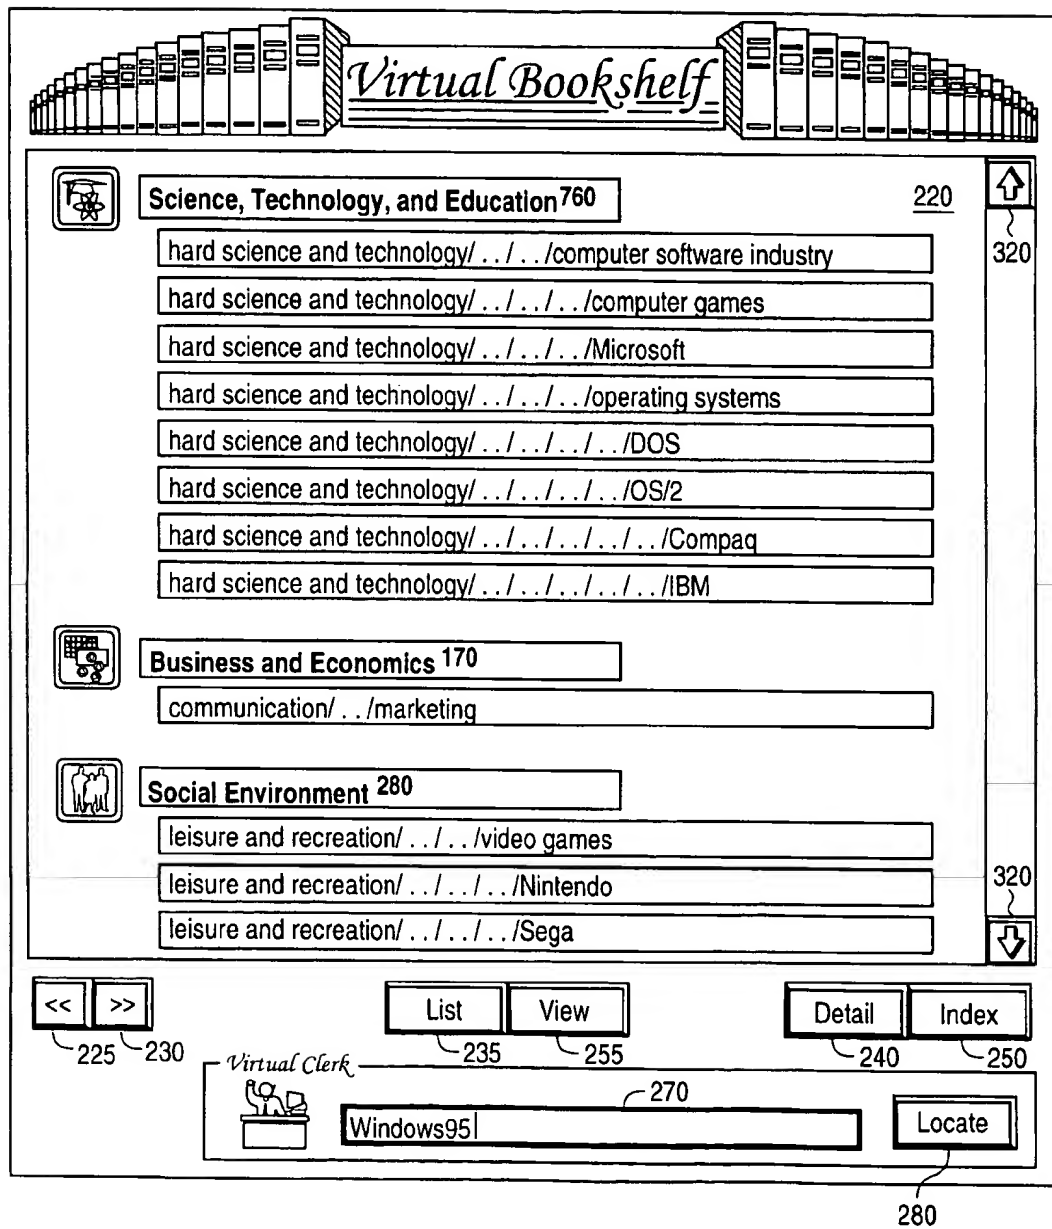 Virtual Bookshelf
Science, Technology, and Education 760
220
hard science and technology/ . . / . . /computer software industry
320
hard science and technology/ . . / . . / . . /computer games
hard science and technology/ . . / . . / . . /Microsoft
hard science and technology/ . . / . . / . . /operating systems
hard science and technology/ . . / . . / . . / . . /DOS
hard science and technology/ . . / . . / . . / . . /OS/2
hard science and technology/ . . / . . / . . / . . / . . /Compaq
hard science and technology/ . . / . . / . . / . . / . . /IBM
Business and Economics 170
communication/ . . /marketing
Social Environment 280
leisure and recreation/ . . / . . /video games
leisure and recreation/ . . / . . / . . /Nintendo
320
leisure and recreation/ . . / . . / . . /Sega
<< >> List View Detail Index
225 230 235 255 240 250
Virtual Clerk
270
Windows95
Locate
280